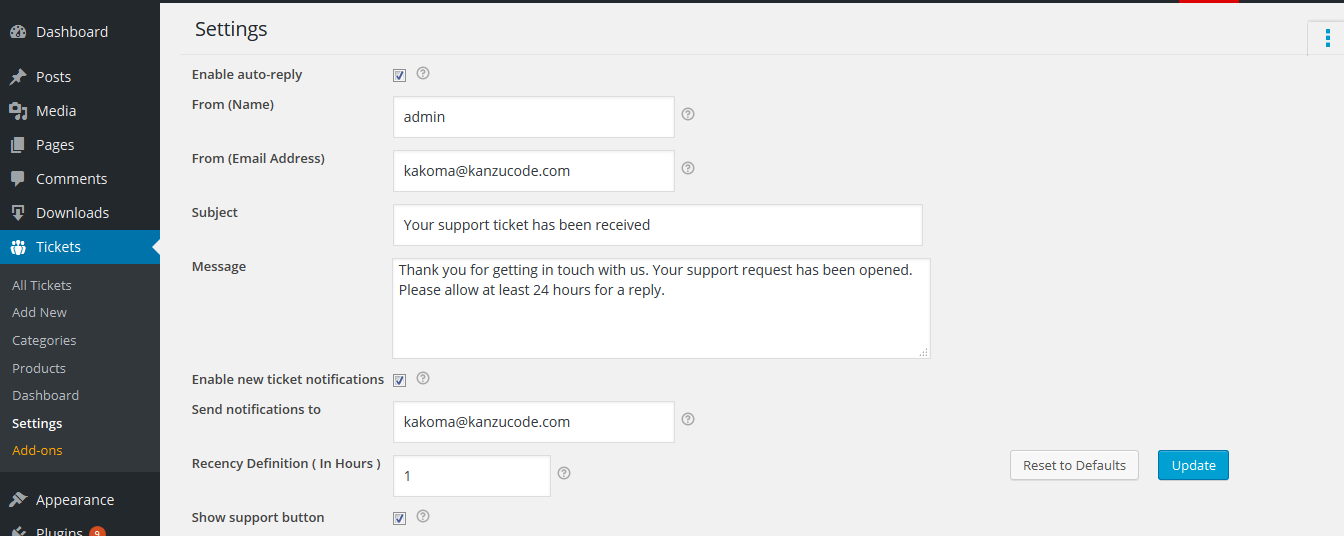 Dashboard
Posts
Media
Pages
Comments
Downloads
Tickets
All Tickets
Add New
Categories
Products
Dashboard
Settings
Add-ons
Appearance
Plugins 9
Settings
Enable auto-reply
From (Name)
admin
From (Email Address)
kakoma@kanzucode.com
Subject
Your support ticket has been received
Message
Thank you for getting in touch with us. Your support request has been opened.
Please allow at least 24 hours for a reply.
Enable new ticket notifications
Send notifications to
kakoma@kanzucode.com
Recency Definition ( In Hours )
1
Reset to Defaults
Update
Show support button